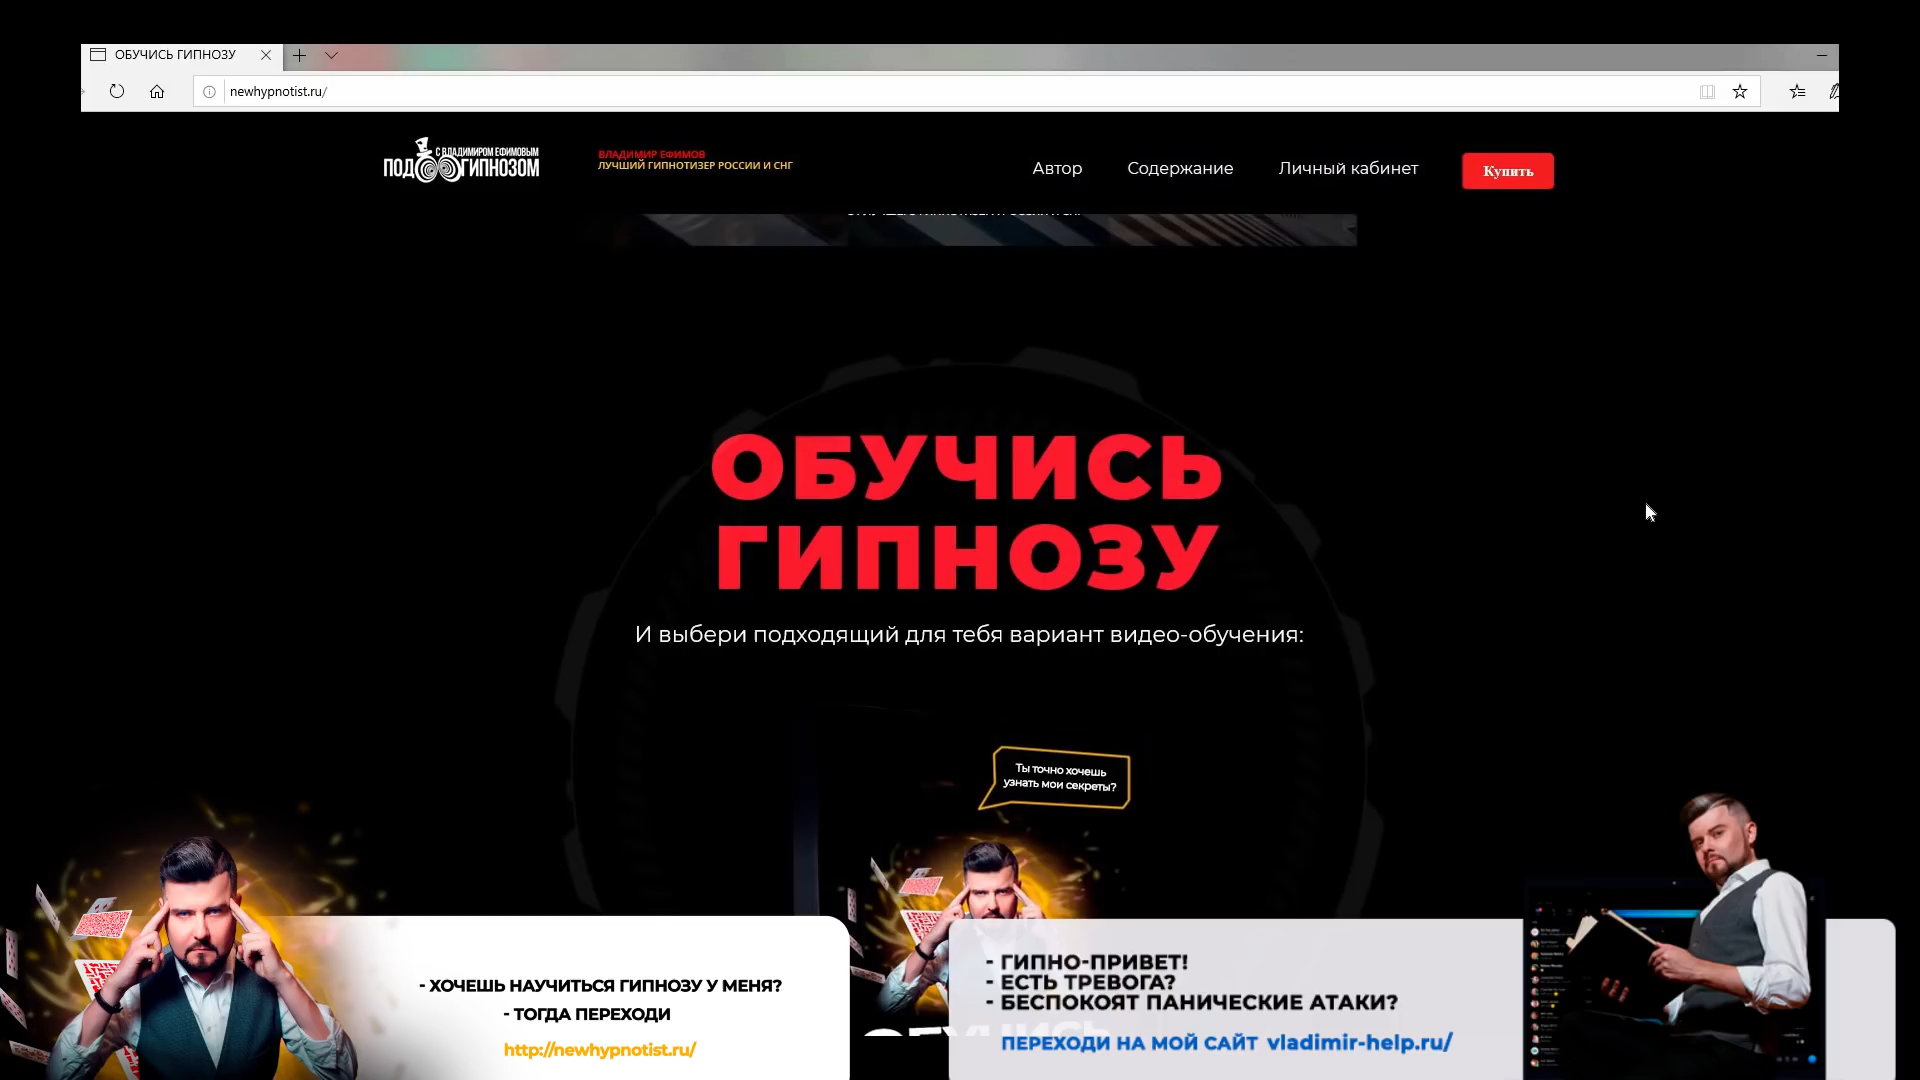 ОБУЧИСЬ ГИПНОЗУ
newhypnotist.ru/
С ВЛАДИМИРОМ ЕФИМОВЫМ
ПОД ГИПНОЗОМ
ВЛАДИМИР ЕФИМОВ
ЛУЧШИЙ ГИПНОТИЗЕР РОССИИ И СНГ
Автор
Содержание
Личный кабинет
Купить
ОБУЧИСЬ
ГИПНОЗУ
И выбери подходящий для тебя вариант видео-обучения:
Ты точно хочешь
узнать мои секреты?
- ХОЧЕШЬ НАУЧИТЬСЯ ГИПНОЗУ У МЕНЯ?
- ТОГДА ПЕРЕХОДИ
http://newhypnotist.ru/
- ГИПНО-ПРИВЕТ!
- ЕСТЬ ТРЕВОГА?
- БЕСПОКОЯТ ПАНИЧЕСКИЕ АТАКИ?
ПЕРЕХОДИ НА МОЙ САЙТ vladimir-help.ru/